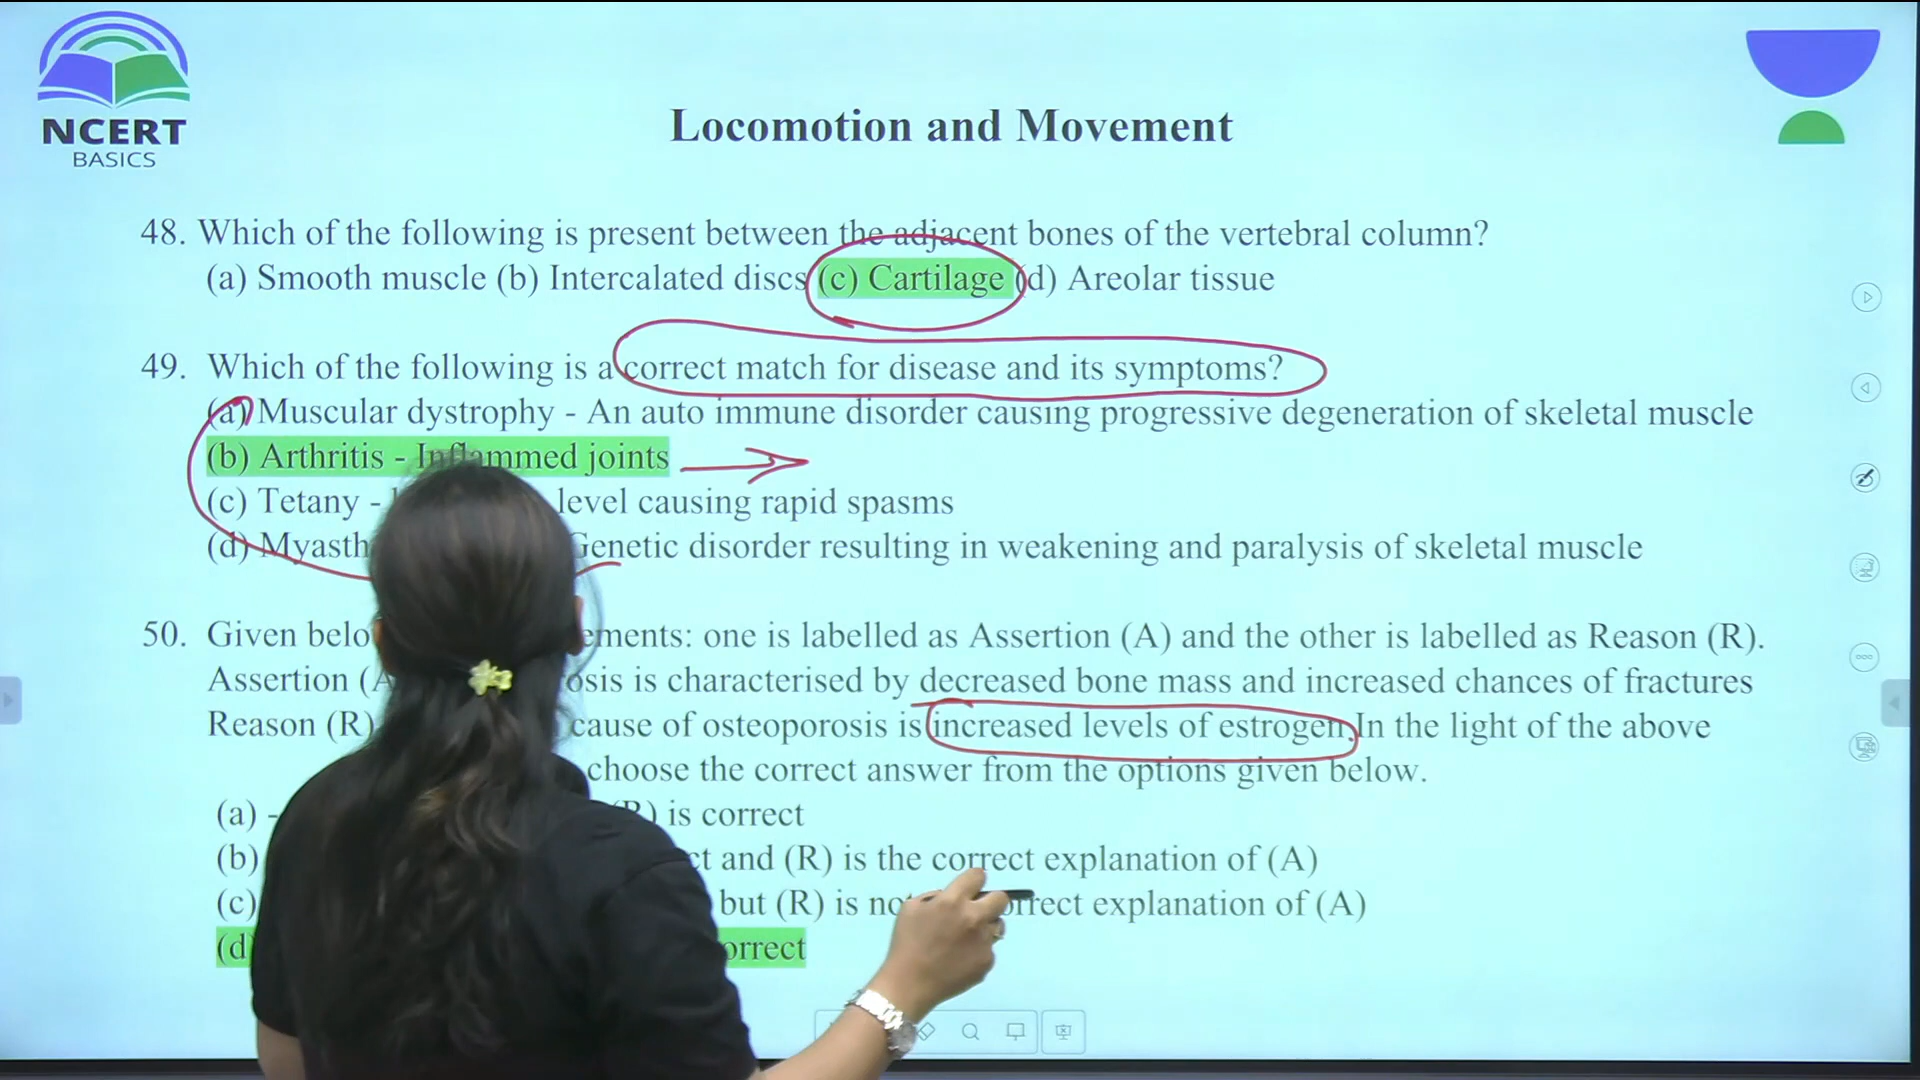 NCERT
BASICS
Locomotion and Movement
48. Which of the following is present between the adjacent bones of the vertebral column?
(a) Smooth muscle (b) Intercalated discs (c) Cartilage (d) Areolar tissue
49. Which of the following is a correct match for disease and its symptoms?
(a) Muscular dystrophy - An auto immune disorder causing progressive degeneration of skeletal muscle
(b) Arthritis - Inflammed joints
(c) Tetany - level causing rapid spasms
(d) Genetic disorder resulting in weakening and paralysis of skeletal muscle
50. Given one is labelled as Assertion (A) and the other is labelled as Reason (R).
Assertion is characterised by decreased bone mass and increased chances of fractures
Reason (R) cause of osteoporosis is increased levels of estrogen. In the light of the above
choose the correct answer from the options given below.
(a) - (R) is correct
(b) and (R) is the correct explanation of (A)
(c) but (R) is explanation of (A)
(d)